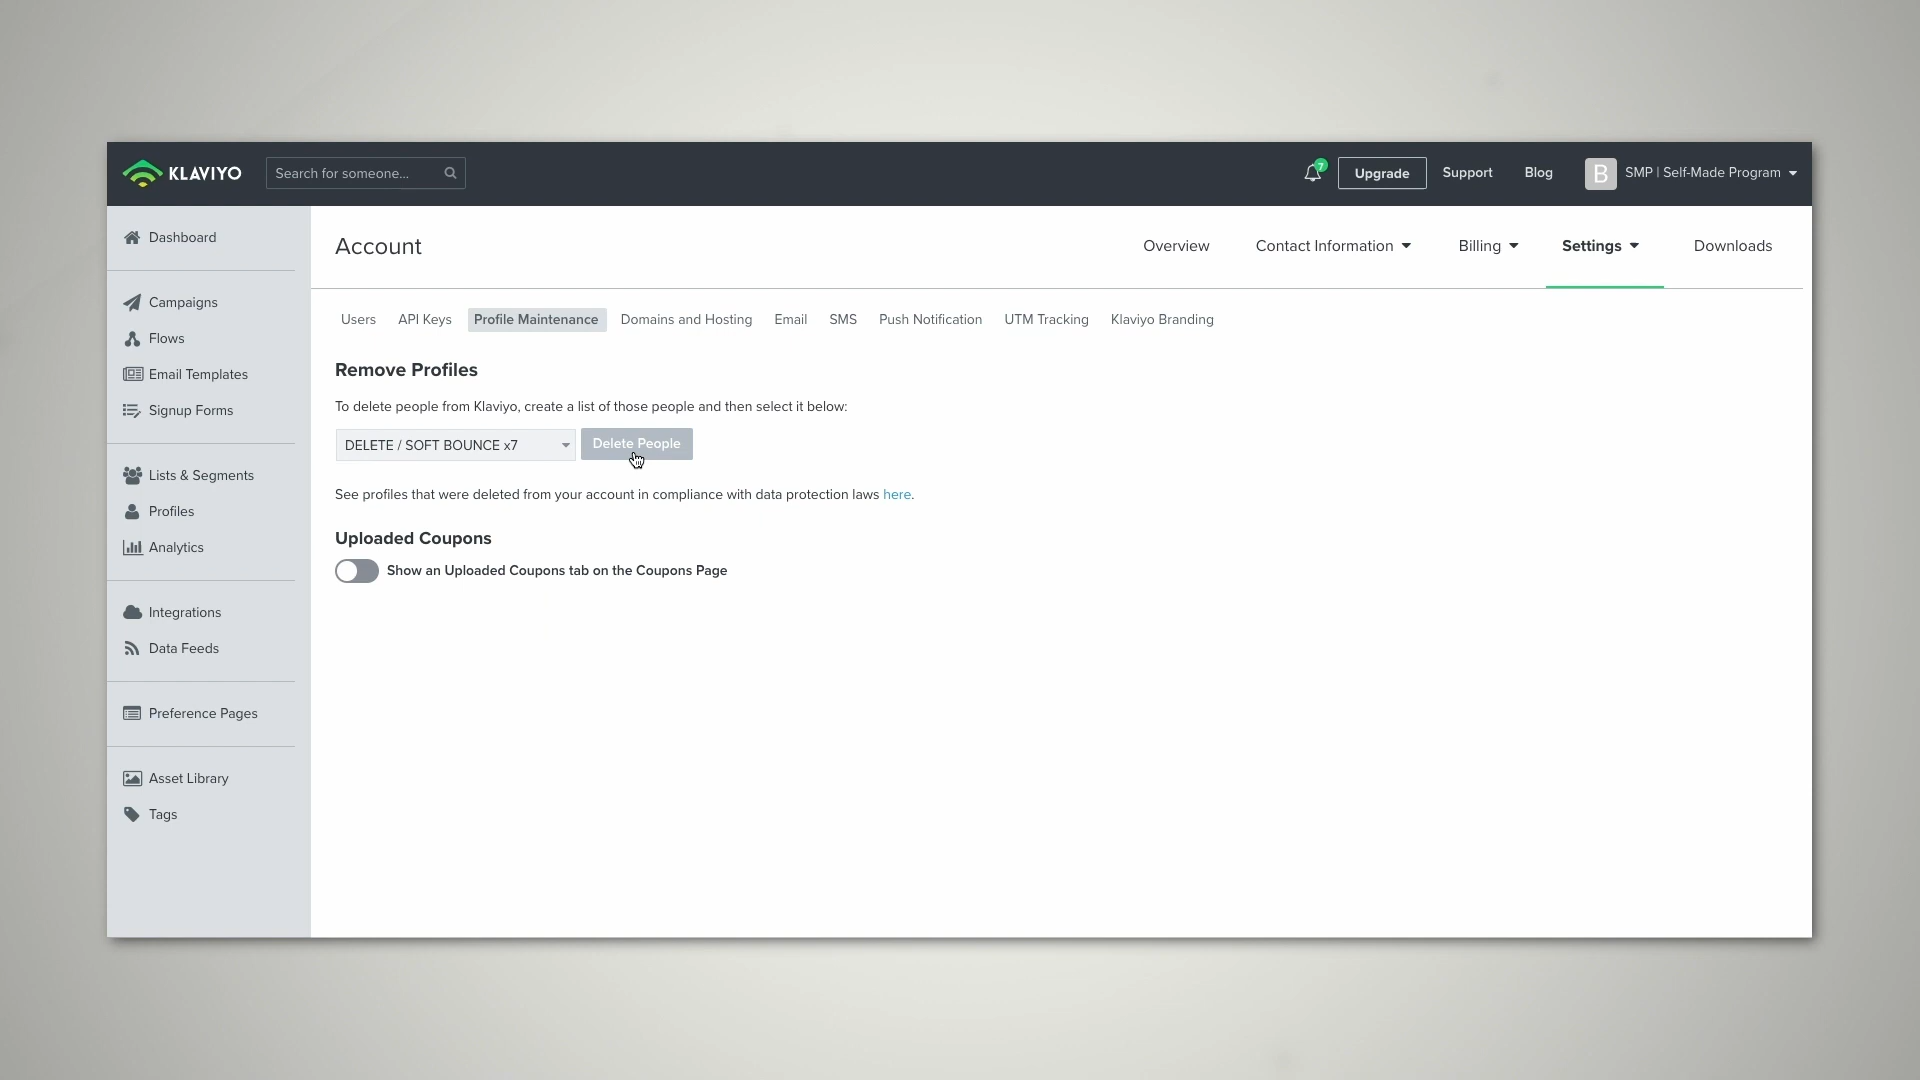 KLAVIYO
Search for someone...
7
Upgrade
Support
Blog
B
SMP | Self-Made Program
Dashboard
Campaigns
Flows
Email Templates
Signup Forms
Lists & Segments
Profiles
Analytics
Integrations
Data Feeds
Preference Pages
Asset Library
Tags
Account
Overview
Contact Information
Billing
Settings
Downloads
Users
API Keys
Profile Maintenance
Domains and Hosting
Email
SMS
Push Notification
UTM Tracking
Klaviyo Branding
Remove Profiles
To delete people from Klaviyo, create a list of those people and then select it below:
DELETE / SOFT BOUNCE x7
Delete People
See profiles that were deleted from your account in compliance with data protection laws here.
Uploaded Coupons
Show an Uploaded Coupons tab on the Coupons Page